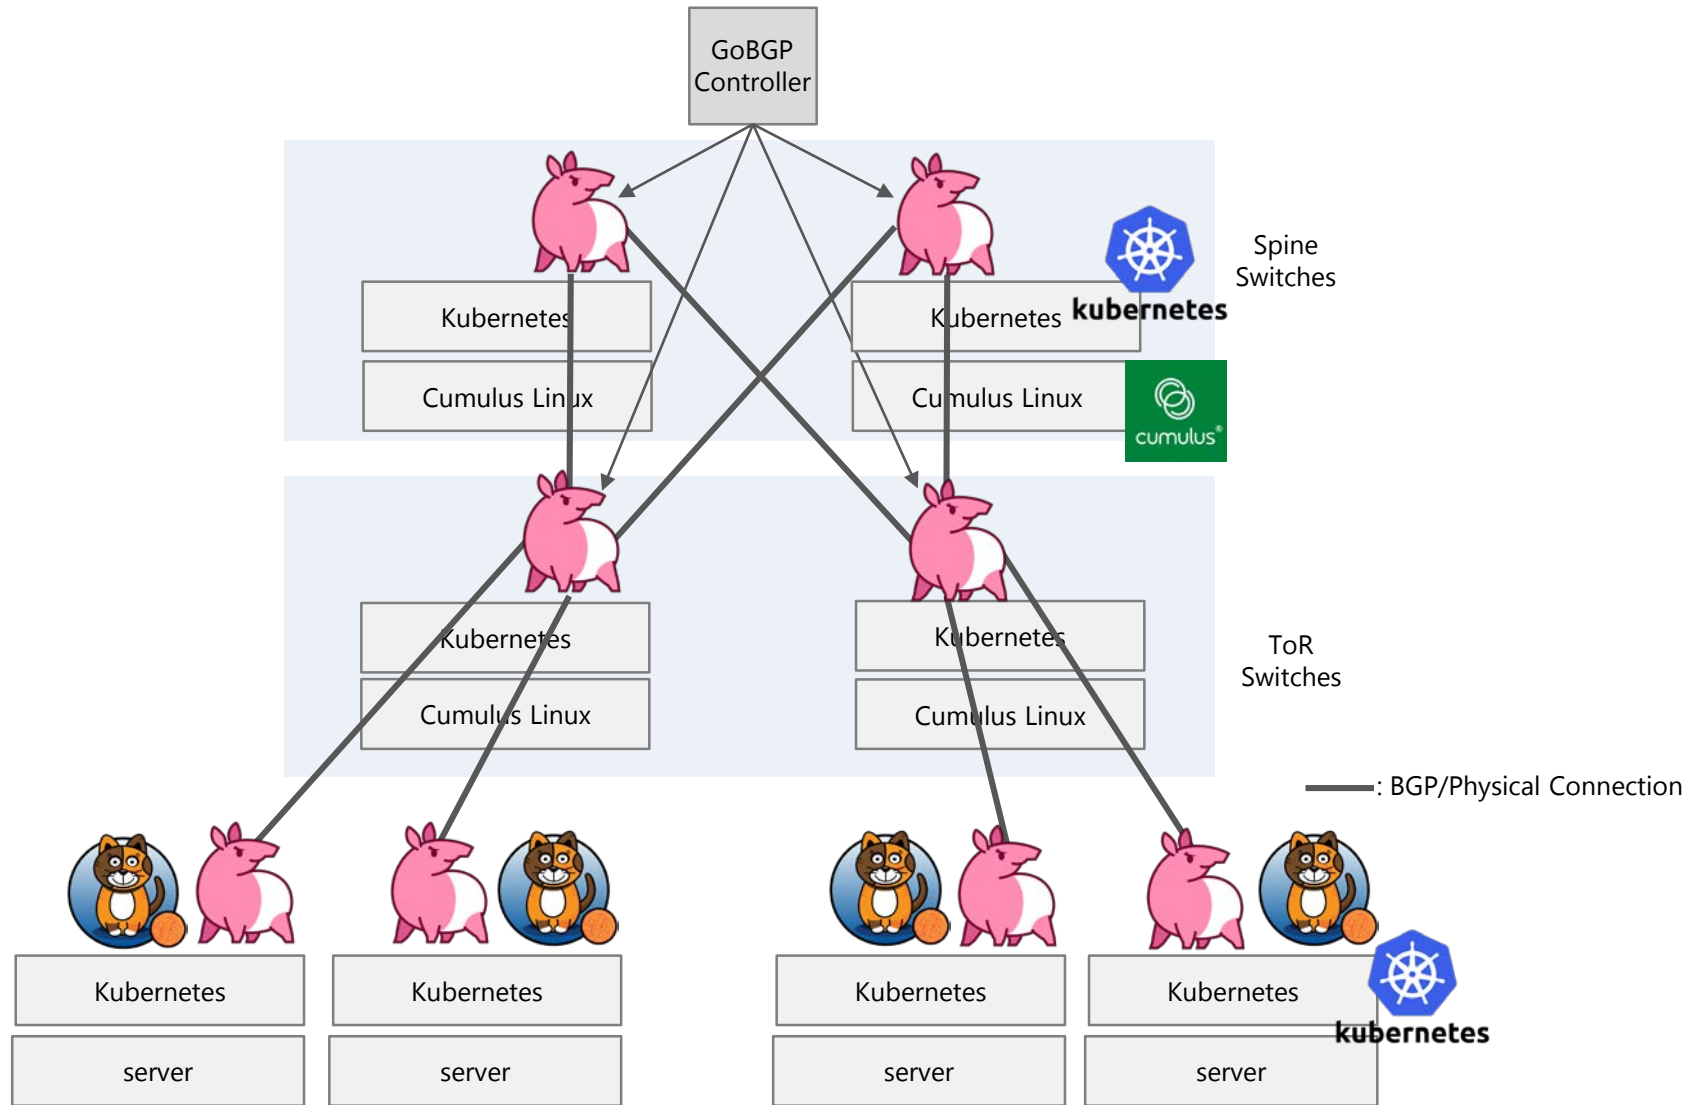 GoBGP
Controller
Kubernetes
Kubernetes
kubernetes
Spine
Switches
Cumulus Linux
Cumulus Linux
cumulus®
Kubernetes
Kubernetes
ToR
Switches
Cumulus Linux
Cumulus Linux
: BGP/Physical Connection
Kubernetes
Kubernetes
Kubernetes
Kubernetes
kubernetes
server
server
server
server